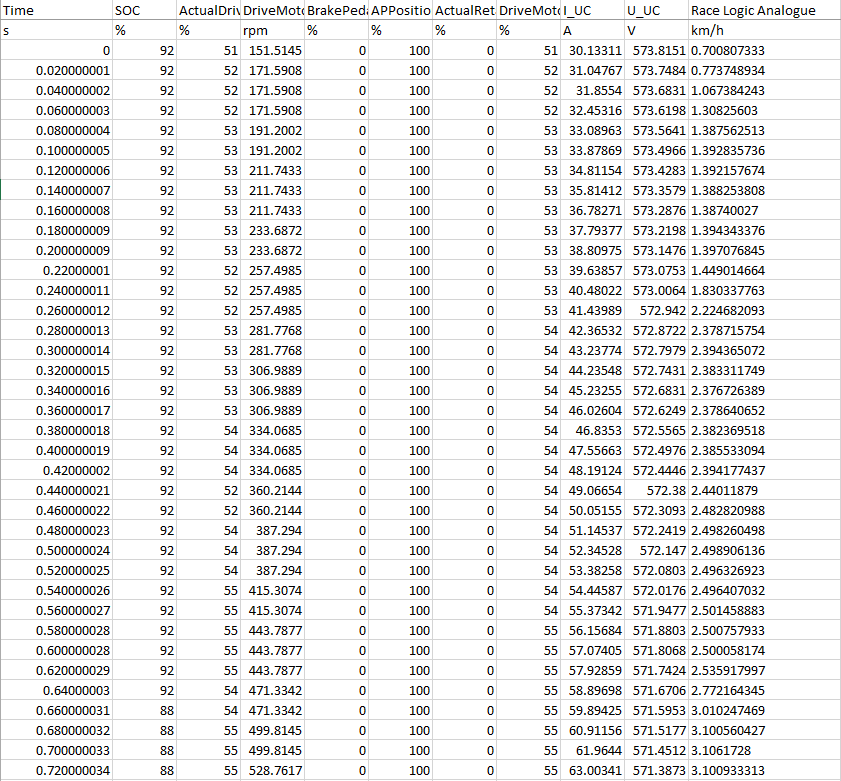 Time SOC ActualDriv DriveMoto BrakePeda APPositio ActualRet DriveMoto I_UC U_UC Race Logic Analogue
s % % rpm % % % % A V km/h
0 92 51 151.5145 0 100 0 51 30.13311 573.8151 0.700807333
0.020000001 92 52 171.5908 0 100 0 52 31.04767 573.7484 0.773748934
0.040000002 92 52 171.5908 0 100 0 52 31.8554 573.6831 1.067384243
0.060000003 92 52 171.5908 0 100 0 52 32.45316 573.6198 1.30825603
0.080000004 92 53 191.2002 0 100 0 53 33.08963 573.5641 1.387562513
0.100000005 92 53 191.2002 0 100 0 53 33.87869 573.4966 1.392835736
0.120000006 92 53 211.7433 0 100 0 53 34.81154 573.4283 1.392157674
0.140000007 92 53 211.7433 0 100 0 53 35.81412 573.3579 1.388253808
0.160000008 92 53 211.7433 0 100 0 53 36.78271 573.2876 1.38740027
0.180000009 92 53 233.6872 0 100 0 53 37.79377 573.2198 1.394343376
0.200000009 92 53 233.6872 0 100 0 53 38.80975 573.1476 1.397076845
0.22000001 92 52 257.4985 0 100 0 53 39.63857 573.0753 1.449014664
0.240000011 92 52 257.4985 0 100 0 53 40.48022 573.0064 1.830337763
0.260000012 92 52 257.4985 0 100 0 53 41.43989 572.942 2.224682093
0.280000013 92 53 281.7768 0 100 0 54 42.36532 572.8722 2.378715754
0.300000014 92 53 281.7768 0 100 0 54 43.23774 572.7979 2.394365072
0.320000015 92 53 306.9889 0 100 0 54 44.23548 572.7431 2.383311749
0.340000016 92 53 306.9889 0 100 0 54 45.23255 572.6831 2.376726389
0.360000017 92 53 306.9889 0 100 0 54 46.02604 572.6249 2.378640652
0.380000018 92 54 334.0685 0 100 0 54 46.8353 572.5565 2.382369518
0.400000019 92 54 334.0685 0 100 0 54 47.55663 572.4976 2.385533094
0.42000002 92 54 334.0685 0 100 0 54 48.19124 572.4446 2.394177437
0.440000021 92 52 360.2144 0 100 0 54 49.06654 572.38 2.44011879
0.460000022 92 52 360.2144 0 100 0 54 50.05155 572.3093 2.482820988
0.480000023 92 54 387.294 0 100 0 54 51.14537 572.2419 2.498260498
0.500000024 92 54 387.294 0 100 0 54 52.34528 572.147 2.498906136
0.520000025 92 54 387.294 0 100 0 54 53.38258 572.0803 2.496326923
0.540000026 92 55 415.3074 0 100 0 54 54.44587 572.0176 2.496407032
0.560000027 92 55 415.3074 0 100 0 54 55.37342 571.9477 2.501458883
0.580000028 92 55 443.7877 0 100 0 55 56.15684 571.8803 2.500757933
0.600000028 92 55 443.7877 0 100 0 55 57.07405 571.8068 2.500058174
0.620000029 92 55 443.7877 0 100 0 55 57.92859 571.7424 2.535917997
0.64000003 92 54 471.3342 0 100 0 55 58.89698 571.6706 2.772164345
0.660000031 88 54 471.3342 0 100 0 55 59.89425 571.5953 3.010247469
0.680000032 88 55 499.8145 0 100 0 55 60.91156 571.5177 3.100560427
0.700000033 88 55 499.8145 0 100 0 55 61.9644 571.4512 3.1061728
0.720000034 88 55 528.7617 0 100 0 55 63.00341 571.3873 3.100933313